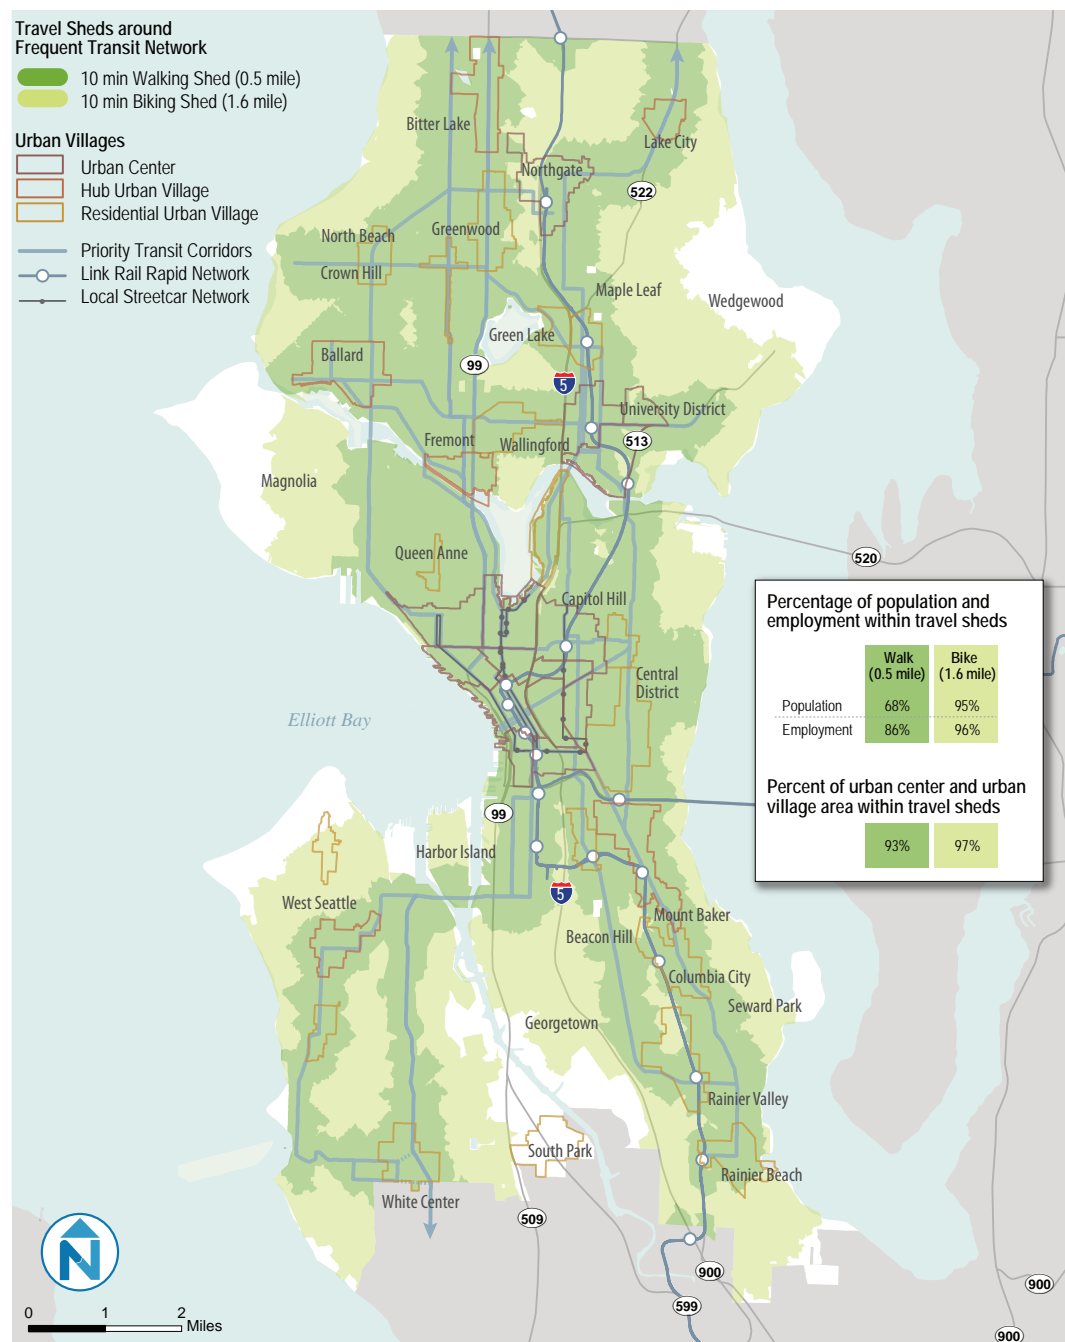 Travel Sheds around
Frequent Transit Network
10 min Walking Shed (0.5 mile)
10 min Biking Shed (1.6 mile)
Urban Villages
Urban Center
Hub Urban Village
Residential Urban Village
Priority Transit Corridors
Link Rail Rapid Network
Local Streetcar Network
Bitter Lake
Lake City
Northgate
522
North Beach
Greenwood
Crown Hill
Maple Leaf
Wedgewood
Green Lake
Ballard
99
5
University District
Fremont
Wallingford
513
Magnolia
Queen Anne
520
Capitol Hill
Central
District
Elliott Bay
Percentage of population and
employment within travel sheds
Walk
(0.5 mile)
Bike
(1.6 mile)
Population 68% 95%
Employment 86% 96%
Percent of urban center and urban
village area within travel sheds
93% 97%
99
Harbor Island
5
West Seattle
Mount Baker
Beacon Hill
Columbia City
Seward Park
Georgetown
Rainier Valley
South Park
Rainier Beach
White Center
509
N
900
599
900
900
0 1 2
Miles